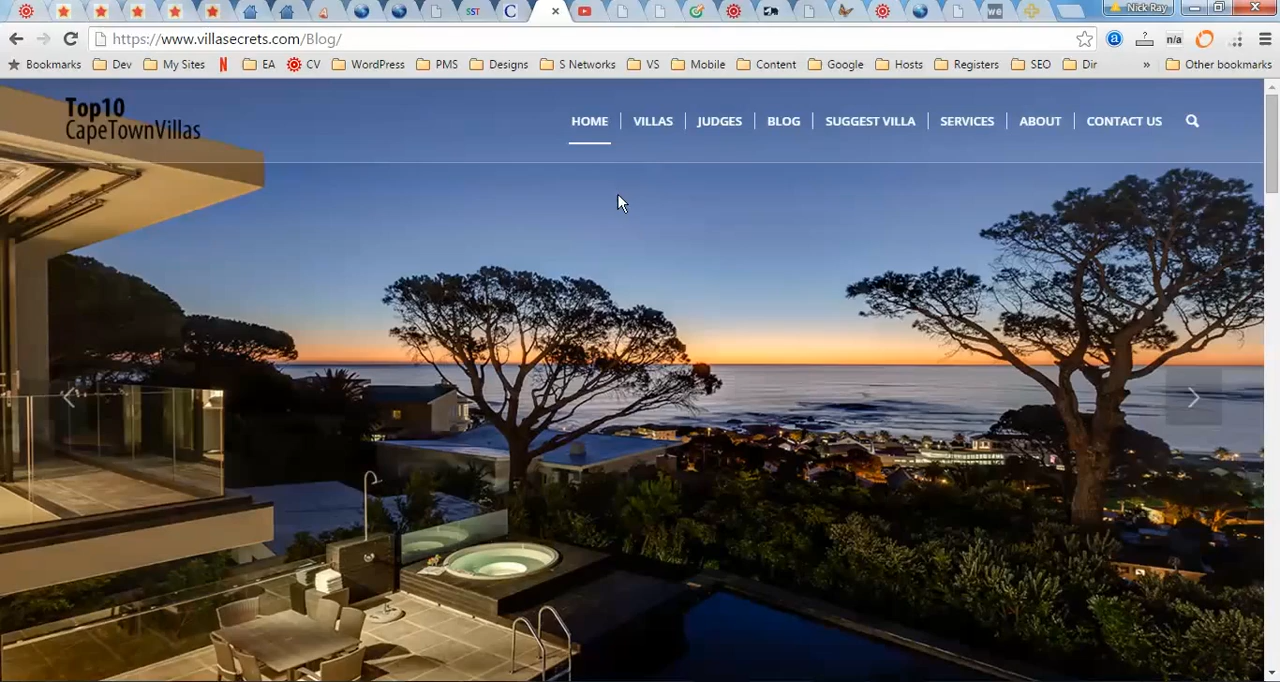 SST
C
we
Nick Ray
https://www.villasecrets.com/Blog/
a
?
n/a
Bookmarks
Dev
My Sites
N
EA
CV
WordPress
PMS
Designs
S Networks
VS
Mobile
Content
Google
Hosts
Registers
SEO
Dir
»
Other bookmarks
Top10
CapeTownVillas
HOME
VILLAS
JUDGES
BLOG
SUGGEST VILLA
SERVICES
ABOUT
CONTACT US